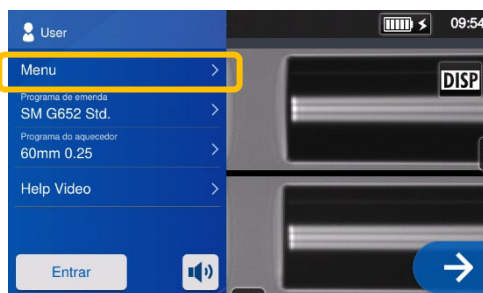 User
09:54
Menu
DISP
Programa de emenda
SM G652 Std.
Programa do aquecedor
60mm 0.25
Help Video
Entrar